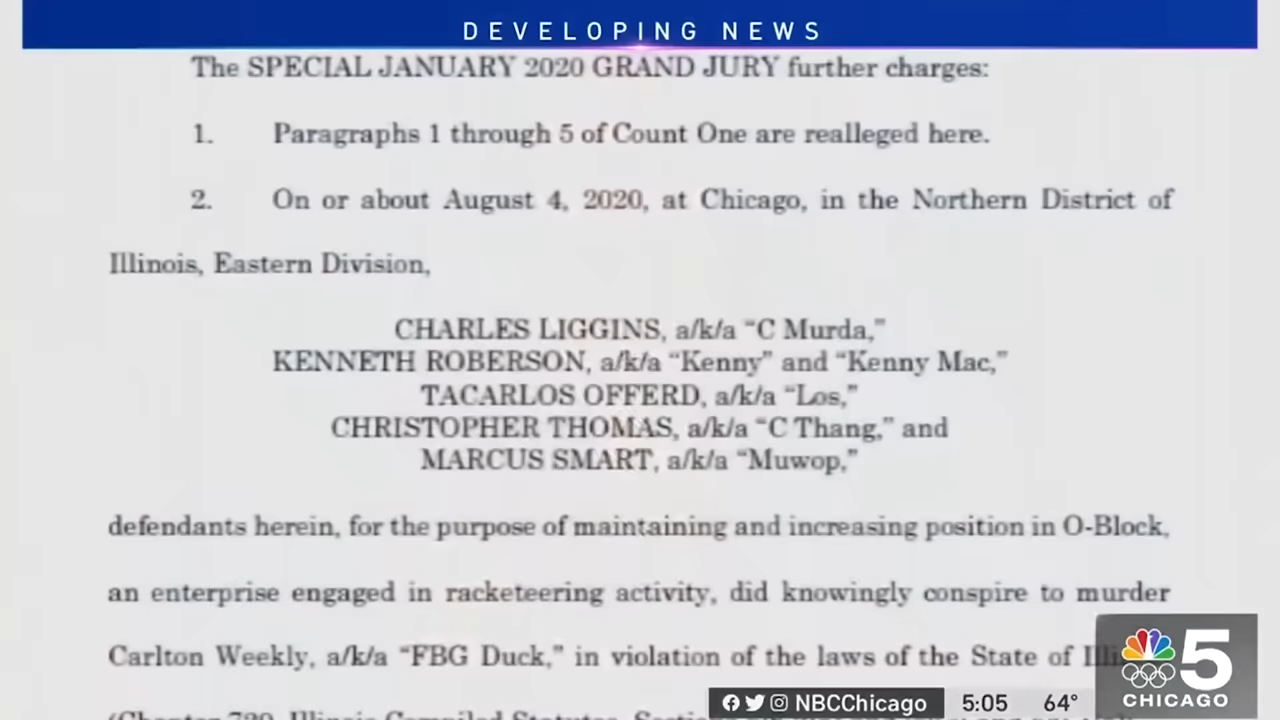 DEVELOPING NEWS
The SPECIAL JANUARY 2020 GRAND JURY further charges:
1. Paragraphs 1 through 5 of Count One are realleged here.
2. On or about August 4, 2020, at Chicago, in the Northern District of
Illinois, Eastern Division,
CHARLES LIGGINS, a/k/a “C Murda,”
KENNETH ROBERSON, a/k/a “Kenny” and “Kenny Mac,”
TACARLOS OFFERD, a/k/a “Los,”
CHRISTOPHER THOMAS, a/k/a “C Thang,” and
MARCUS SMART, a/k/a “Muwop,”
defendants herein, for the purpose of maintaining and increasing position in O-Block,
an enterprise engaged in racketeering activity, did knowingly conspire to murder
Carlton Weekly, a/k/a “FBG Duck,” in violation of the laws of the State of
(Chapter 720, Illinois Compiled Statutes,
NBCChicago 5:05 64°
5
CHICAGO